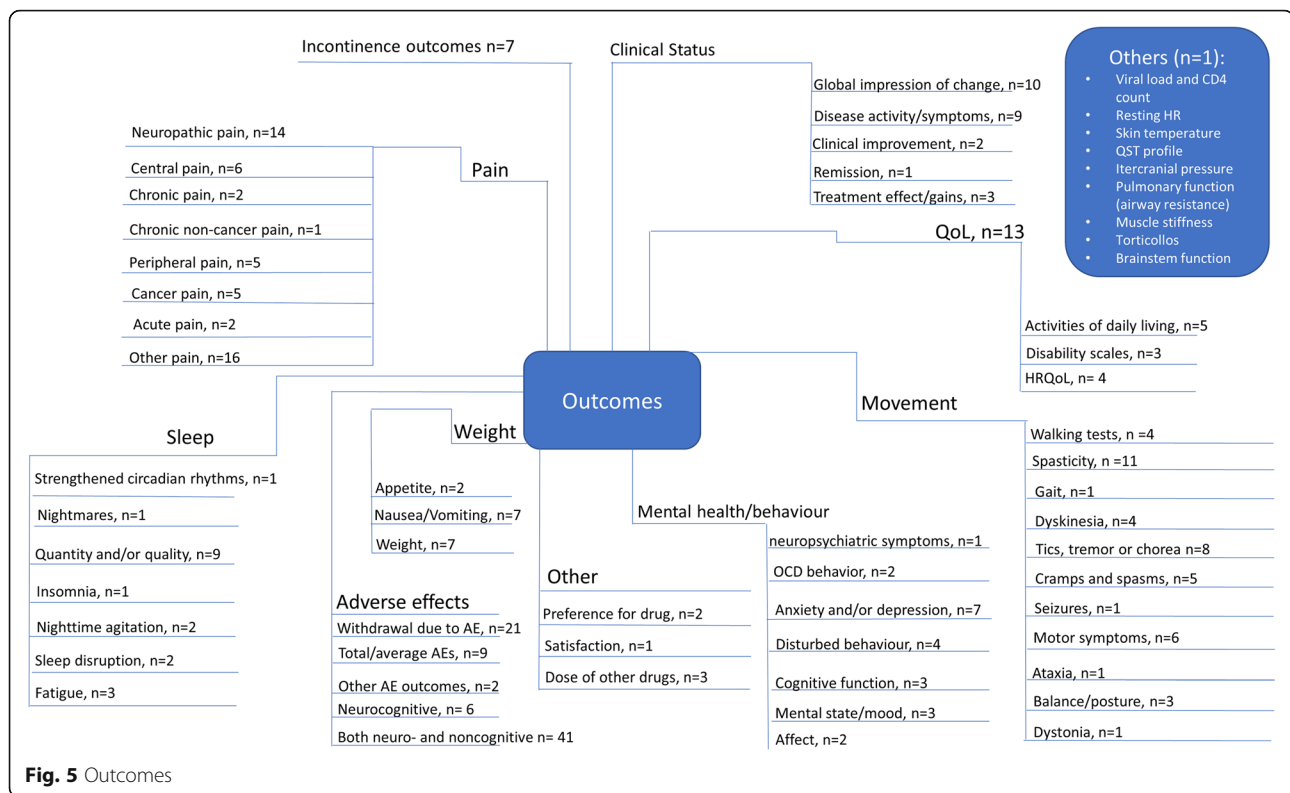 Incontinence outcomes n=7
Clinical Status
Global impression of change, n=10
Disease activity/symptoms, n=9
Clinical improvement, n=2
Remission, n=1
Treatment effect/gains, n=3
Others (n=1):
• Viral load and CD4
count
• Resting HR
• Skin temperature
• QST profile
• Itercranial pressure
• Pulmonary function
(airway resistance)
• Muscle stiffness
• Torticollos
• Brainstem function
Pain
Neuropathic pain, n=14
Central pain, n=6
Chronic pain, n=2
Chronic non-cancer pain, n=1
Peripheral pain, n=5
Cancer pain, n=5
Acute pain, n=2
Other pain, n=16
QoL, n=13
Activities of daily living, n=5
Disability scales, n=3
HRQoL, n= 4
Outcomes
Sleep
Strengthened circadian rhythms, n=1
Nightmares, n=1
Quantity and/or quality, n=9
Insomnia, n=1
Nighttime agitation, n=2
Sleep disruption, n=2
Fatigue, n=3
Weight
Appetite, n=2
Nausea/Vomiting, n=7
Weight, n=7
Adverse effects
Withdrawal due to AE, n=21
Total/average AEs, n=9
Other AE outcomes, n=2
Neurocognitive, n= 6
Both neuro- and noncognitive n= 41
Other
Preference for drug, n=2
Satisfaction, n=1
Dose of other drugs, n=3
Mental health/behaviour
neuropsychiatric symptoms, n=1
OCD behavior, n=2
Anxiety and/or depression, n=7
Disturbed behaviour, n=4
Cognitive function, n=3
Mental state/mood, n=3
Affect, n=2
Movement
Walking tests, n =4
Spasticity, n =11
Gait, n=1
Dyskinesia, n=4
Tics, tremor or chorea n=8
Cramps and spasms, n=5
Seizures, n=1
Motor symptoms, n=6
Ataxia, n=1
Balance/posture, n=3
Dystonia, n=1
Fig. 5 Outcomes